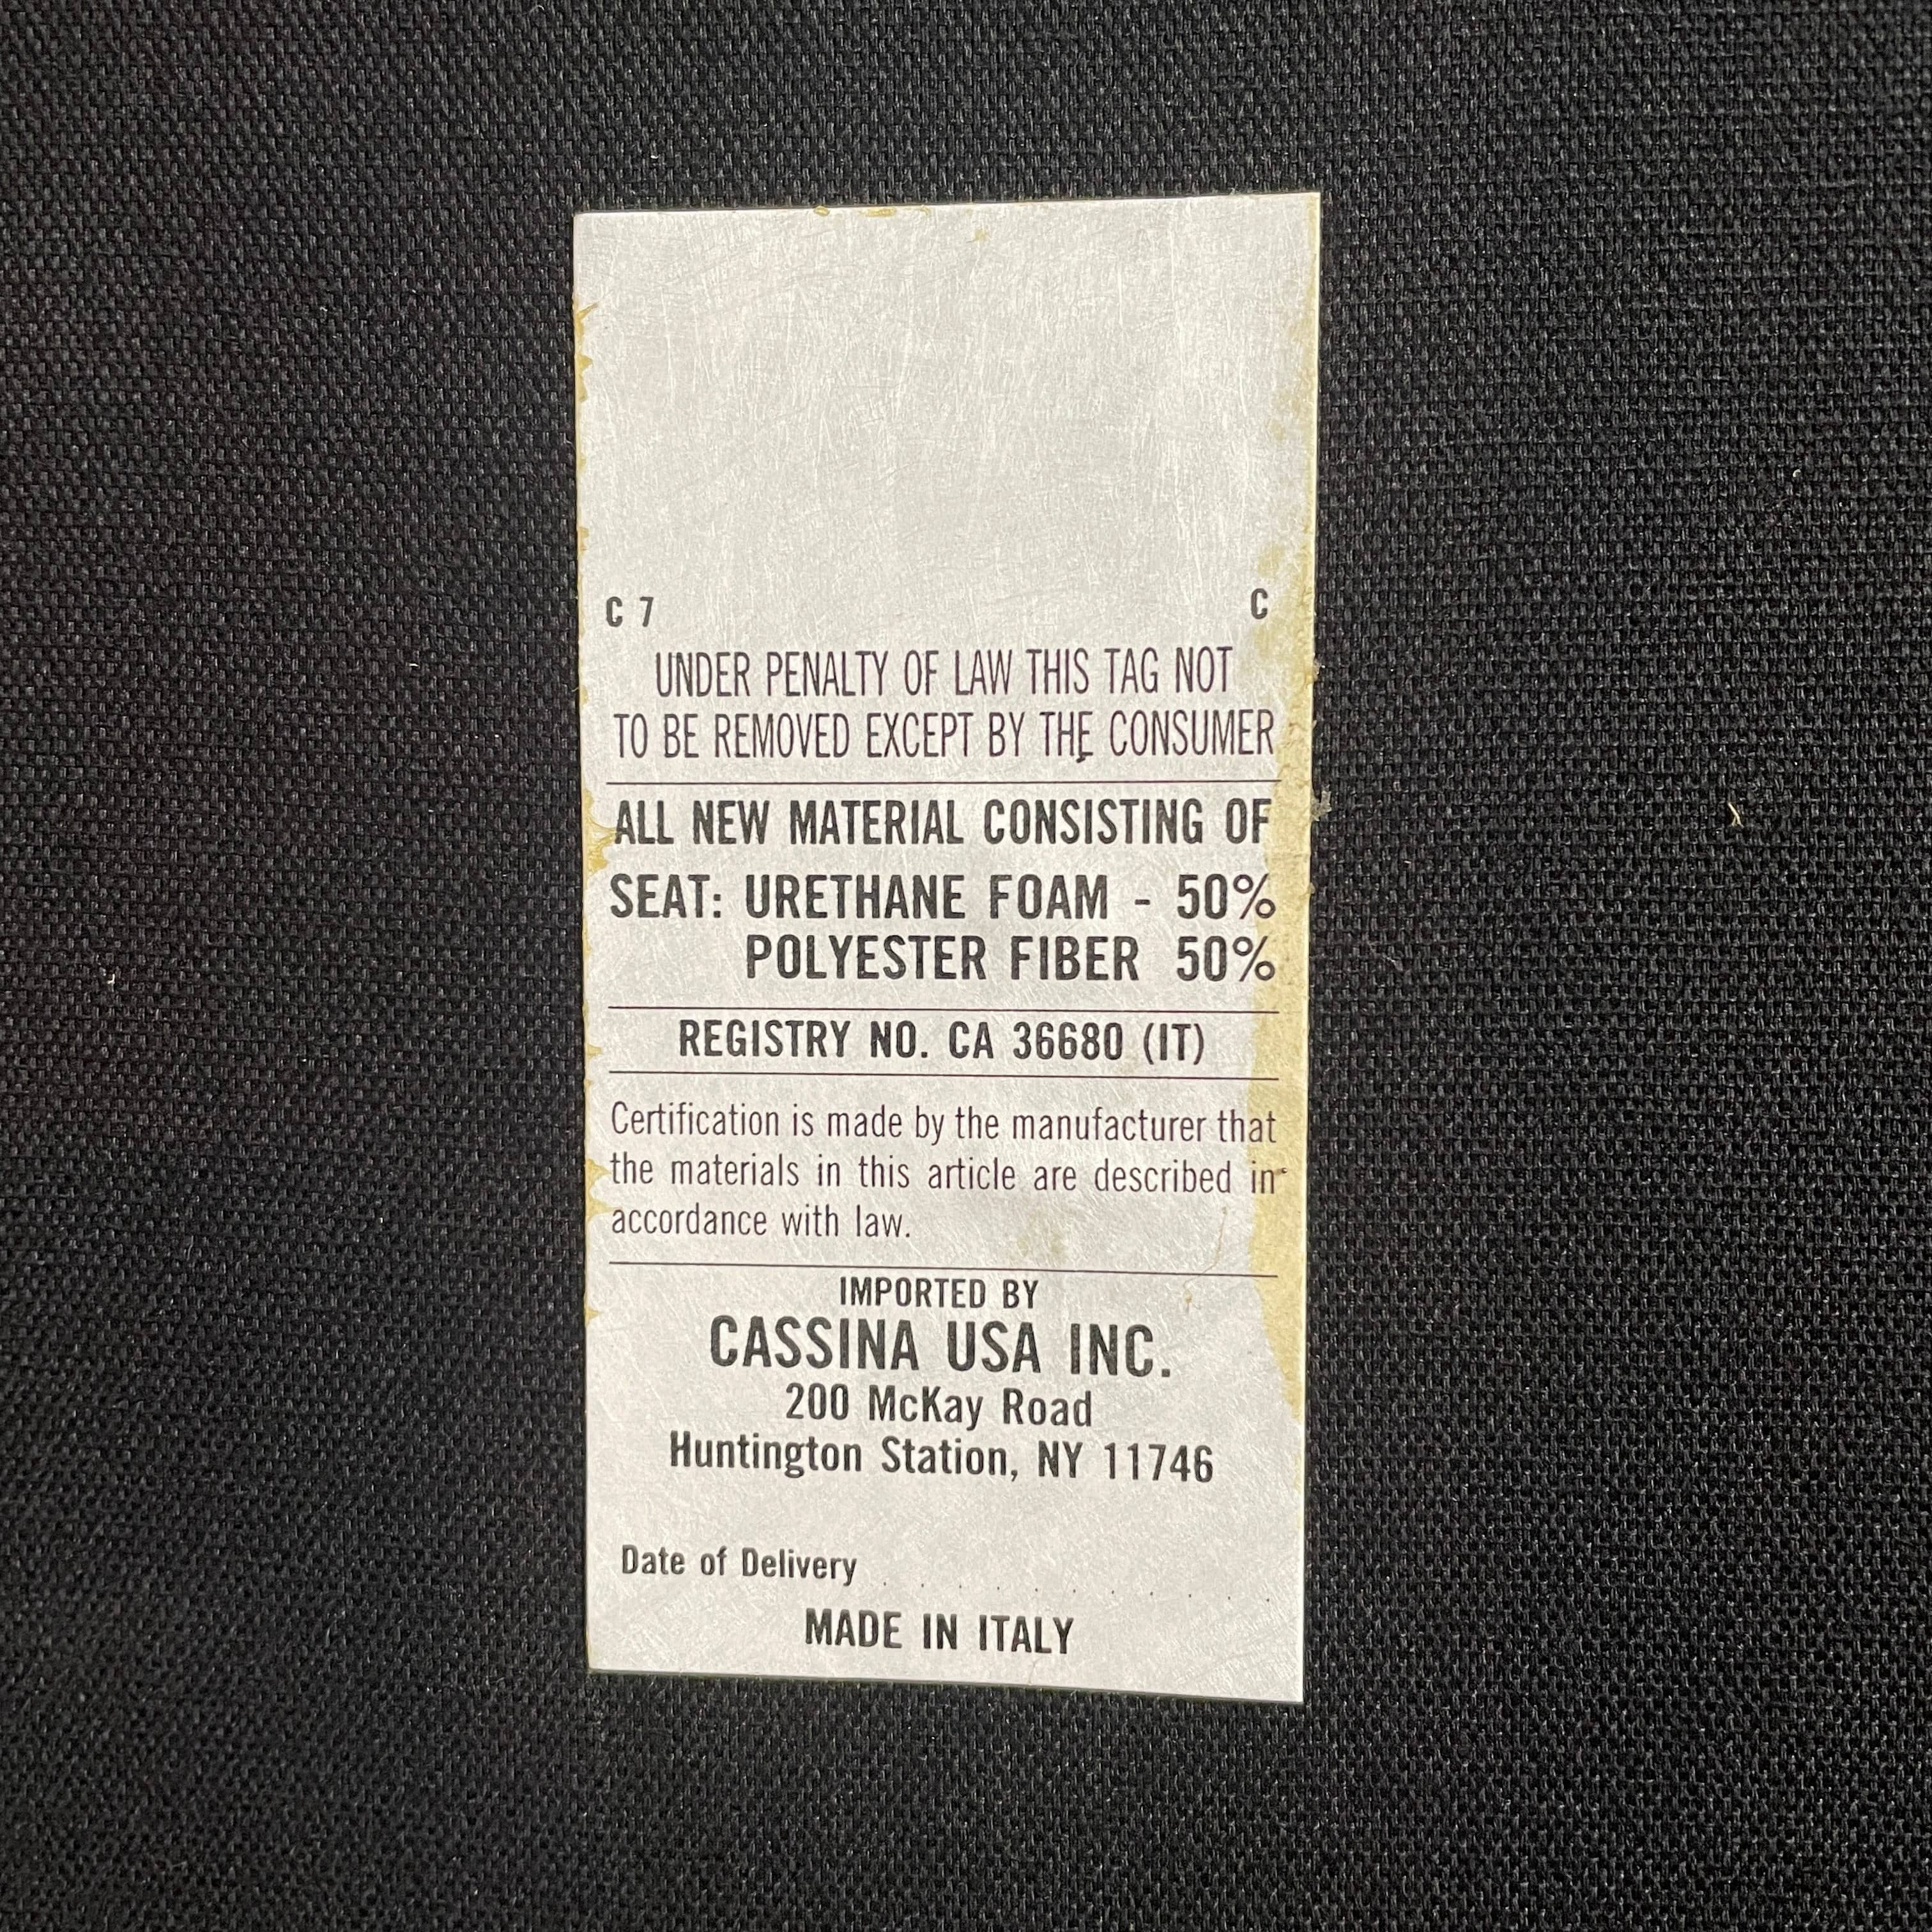 C 7 C
UNDER PENALTY OF LAW THIS TAG NOT
TO BE REMOVED EXCEPT BY THE CONSUMER
ALL NEW MATERIAL CONSISTING OF
SEAT: URETHANE FOAM - 50%
POLYESTER FIBER 50%
REGISTRY NO. CA 36680 (IT)
Certification is made by the manufacturer that
the materials in this article are described in
accordance with law.
IMPORTED BY
CASSINA USA INC.
200 McKay Road
Huntington Station, NY 11746
Date of Delivery . . . . . . . . . . .
MADE IN ITALY